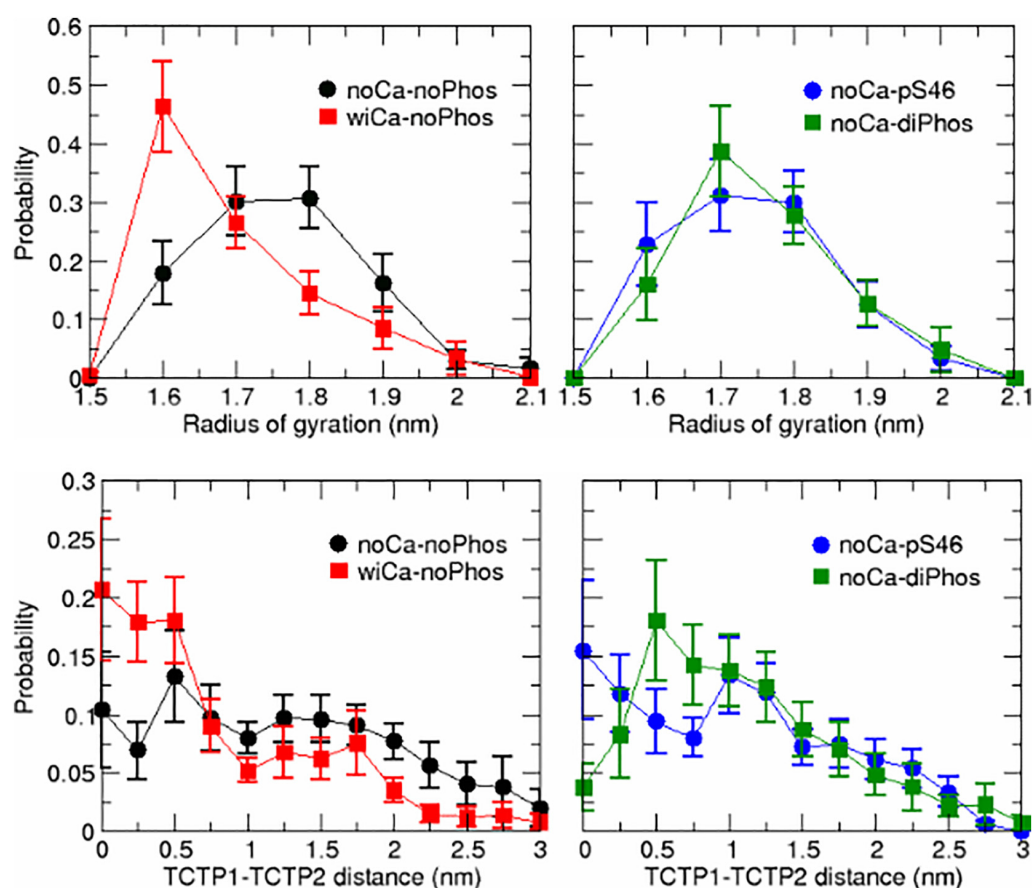 0.6
0.5
0.4
0.3
0.2
0.1
0
Probability
noCa-noPhos
wiCa-noPhos
1.5 1.6 1.7 1.8 1.9 2 2.1
Radius of gyration (nm)
noCa-pS46
noCa-diPhos
1.5 1.6 1.7 1.8 1.9 2 2.1
Radius of gyration (nm)
0.3
0.25
0.2
0.15
0.1
0.05
0
Probability
noCa-noPhos
wiCa-noPhos
0 0.5 1 1.5 2 2.5 3
TCTP1-TCTP2 distance (nm)
noCa-pS46
noCa-diPhos
0 0.5 1 1.5 2 2.5 3
TCTP1-TCTP2 distance (nm)